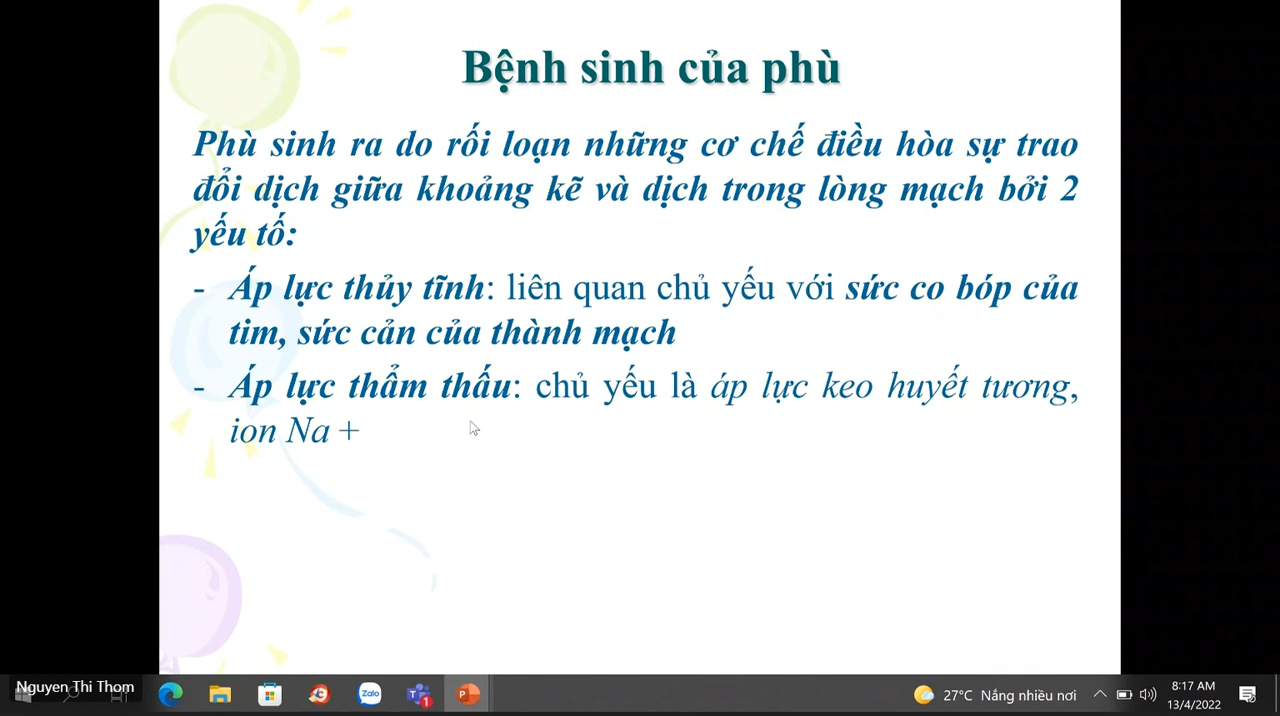 Bệnh sinh của phù
Phù sinh ra do rối loạn những cơ chế điều hòa sự trao
đổi dịch giữa khoảng kẽ và dịch trong lòng mạch bởi 2
yếu tố:
- Áp lực thủy tĩnh: liên quan chủ yếu với sức co bóp của
tim, sức cản của thành mạch
- Áp lực thẩm thấu: chủ yếu là áp lực keo huyết tương,
ion Na +
Nguyen Thi Thom
Zalo
1
27°C Nắng nhiều nơi
8:17 AM
13/4/2022